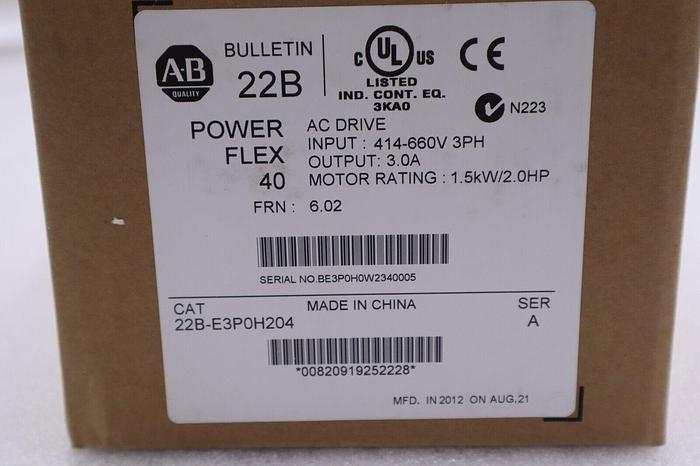 A-B
QUALITY
BULLETIN
22B
C UL US
LISTED
IND. CONT. EQ.
3KA0
CE
N223
POWER
FLEX
40
AC DRIVE
INPUT : 414-660V 3PH
OUTPUT: 3.0A
MOTOR RATING : 1.5kW/2.0HP
FRN : 6.02
SERIAL NO.BE3P0H0W2340005
CAT
22B-E3P0H204
MADE IN CHINA
SER
A
*00820919252228*
MFD. IN 2012 ON AUG.21